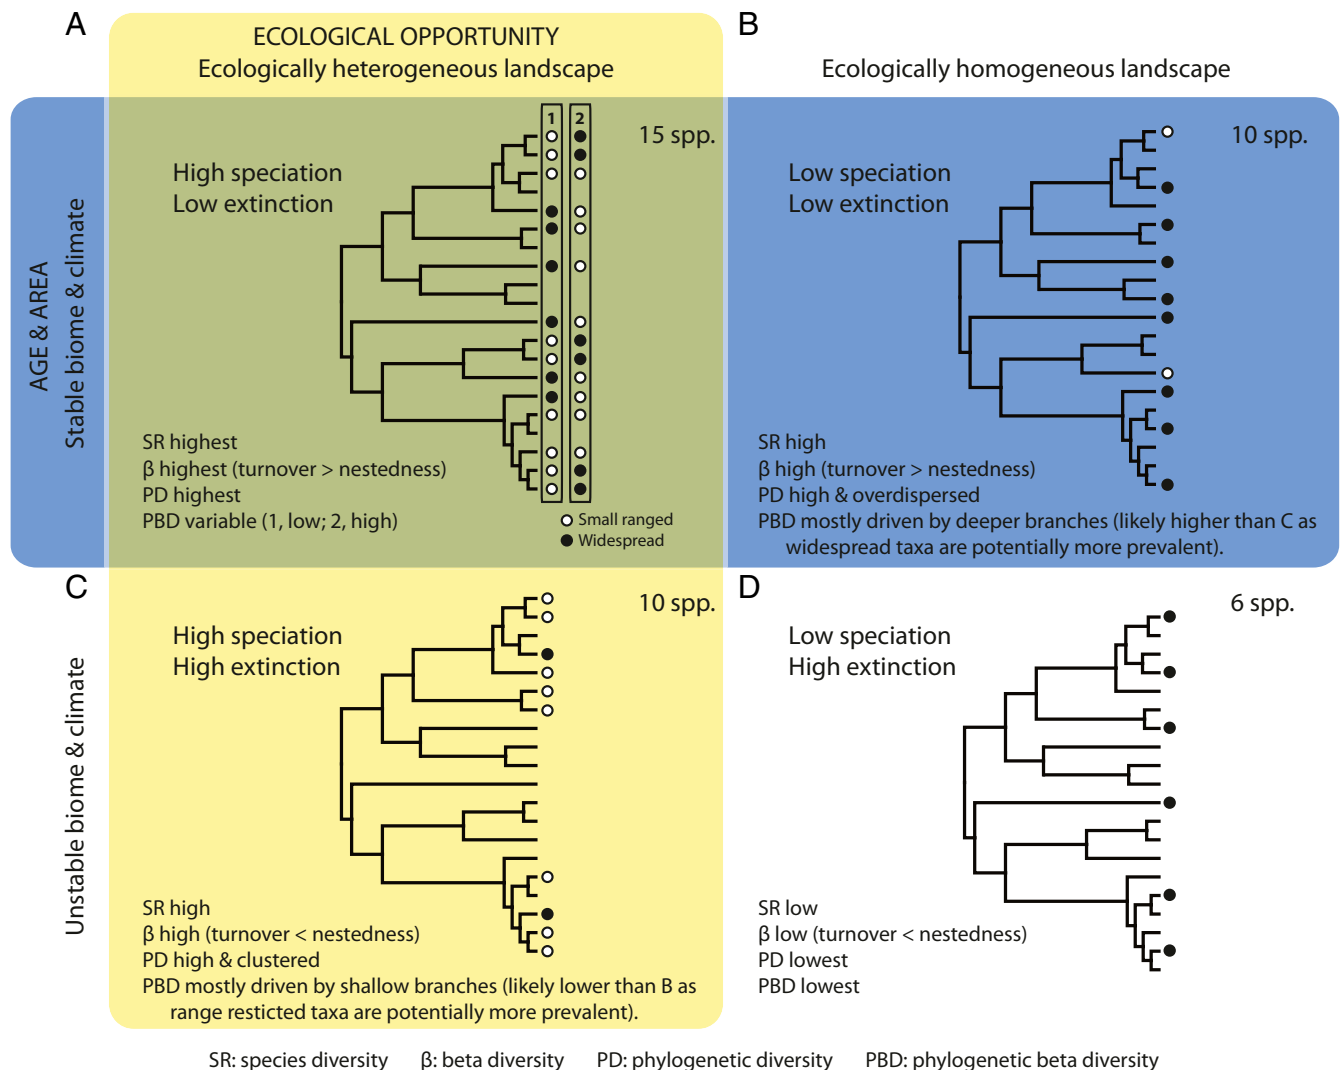 A
ECOLOGICAL OPPORTUNITY
Ecologically heterogeneous landscape
B
Ecologically homogeneous landscape
AGE & AREA
Stable biome & climate
1 2
15 spp.
High speciation
Low extinction
SR highest
β highest (turnover > nestedness)
PD highest
PBD variable (1, low; 2, high)
Small ranged
Widespread
10 spp.
Low speciation
Low extinction
SR high
β high (turnover > nestedness)
PD high & overdispersed
PBD mostly driven by deeper branches (likely higher than C as
widespread taxa are potentially more prevalent).
Unstable biome & climate
C
10 spp.
High speciation
High extinction
SR high
β high (turnover < nestedness)
PD high & clustered
PBD mostly driven by shallow branches (likely lower than B as
range resticted taxa are potentially more prevalent).
D
6 spp.
Low speciation
High extinction
SR low
β low (turnover < nestedness)
PD lowest
PBD lowest
SR: species diversity β: beta diversity PD: phylogenetic diversity PBD: phylogenetic beta diversity